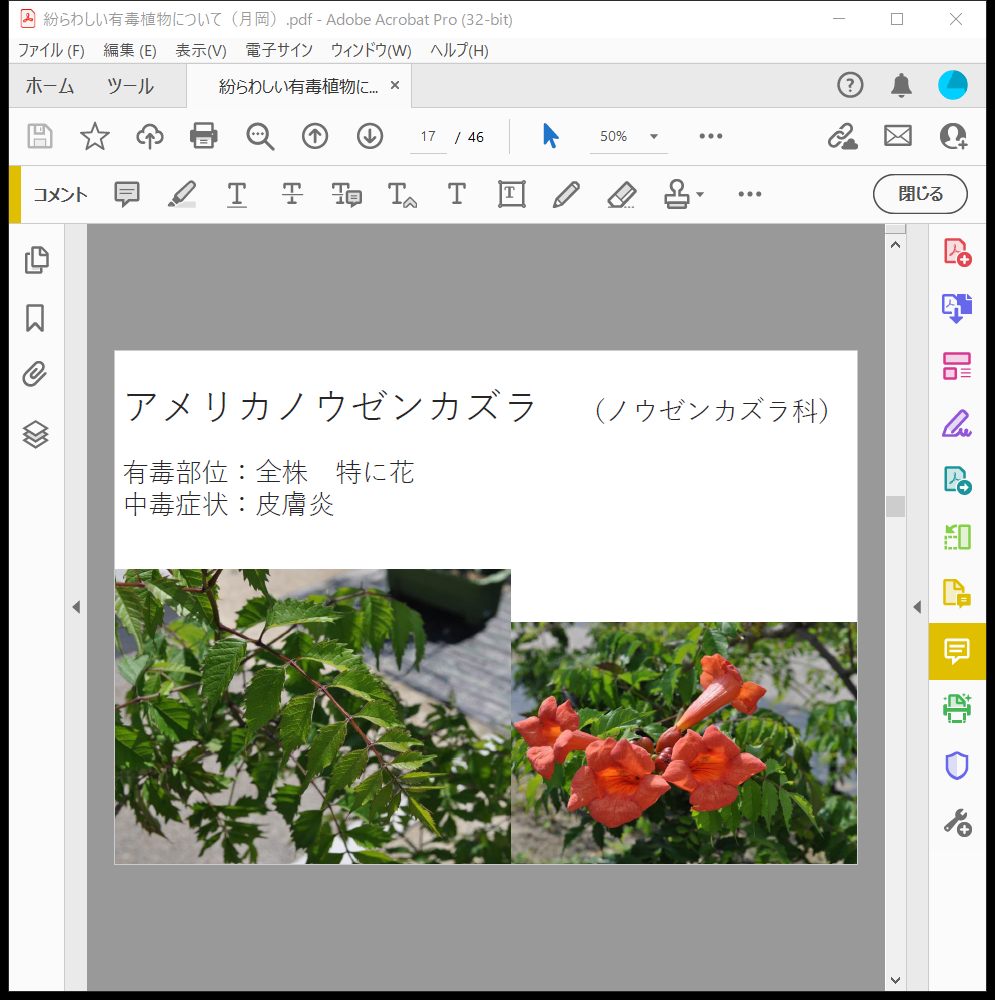 紛らわしい有毒植物について（月岡）.pdf - Adobe Acrobat Pro (32-bit)
ファイル(F) 編集(E) 表示(V) 電子サイン ウィンドウ(W) ヘルプ(H)
ホーム ツール 紛らわしい有毒植物に...
17 / 46 50%
コメント 閉じる
アメリカノウゼンカズラ （ノウゼンカズラ科）
有毒部位：全株　特に花
中毒症状：皮膚炎